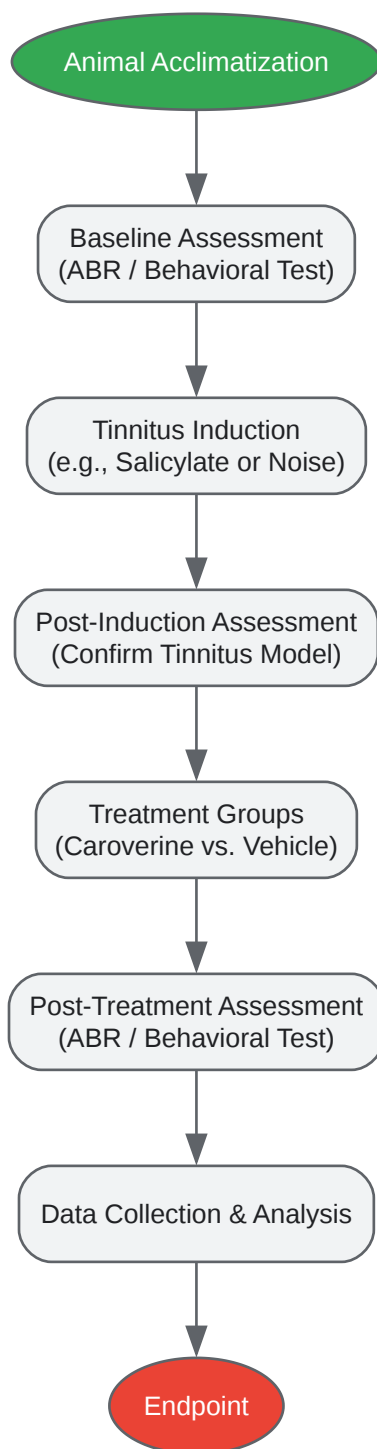 Animal Acclimatization
Baseline Assessment
(ABR / Behavioral Test)
Tinnitus Induction
(e.g., Salicylate or Noise)
Post-Induction Assessment
(Confirm Tinnitus Model)
Treatment Groups
(Caroverine vs. Vehicle)
Post-Treatment Assessment
(ABR / Behavioral Test)
Data Collection & Analysis
Endpoint